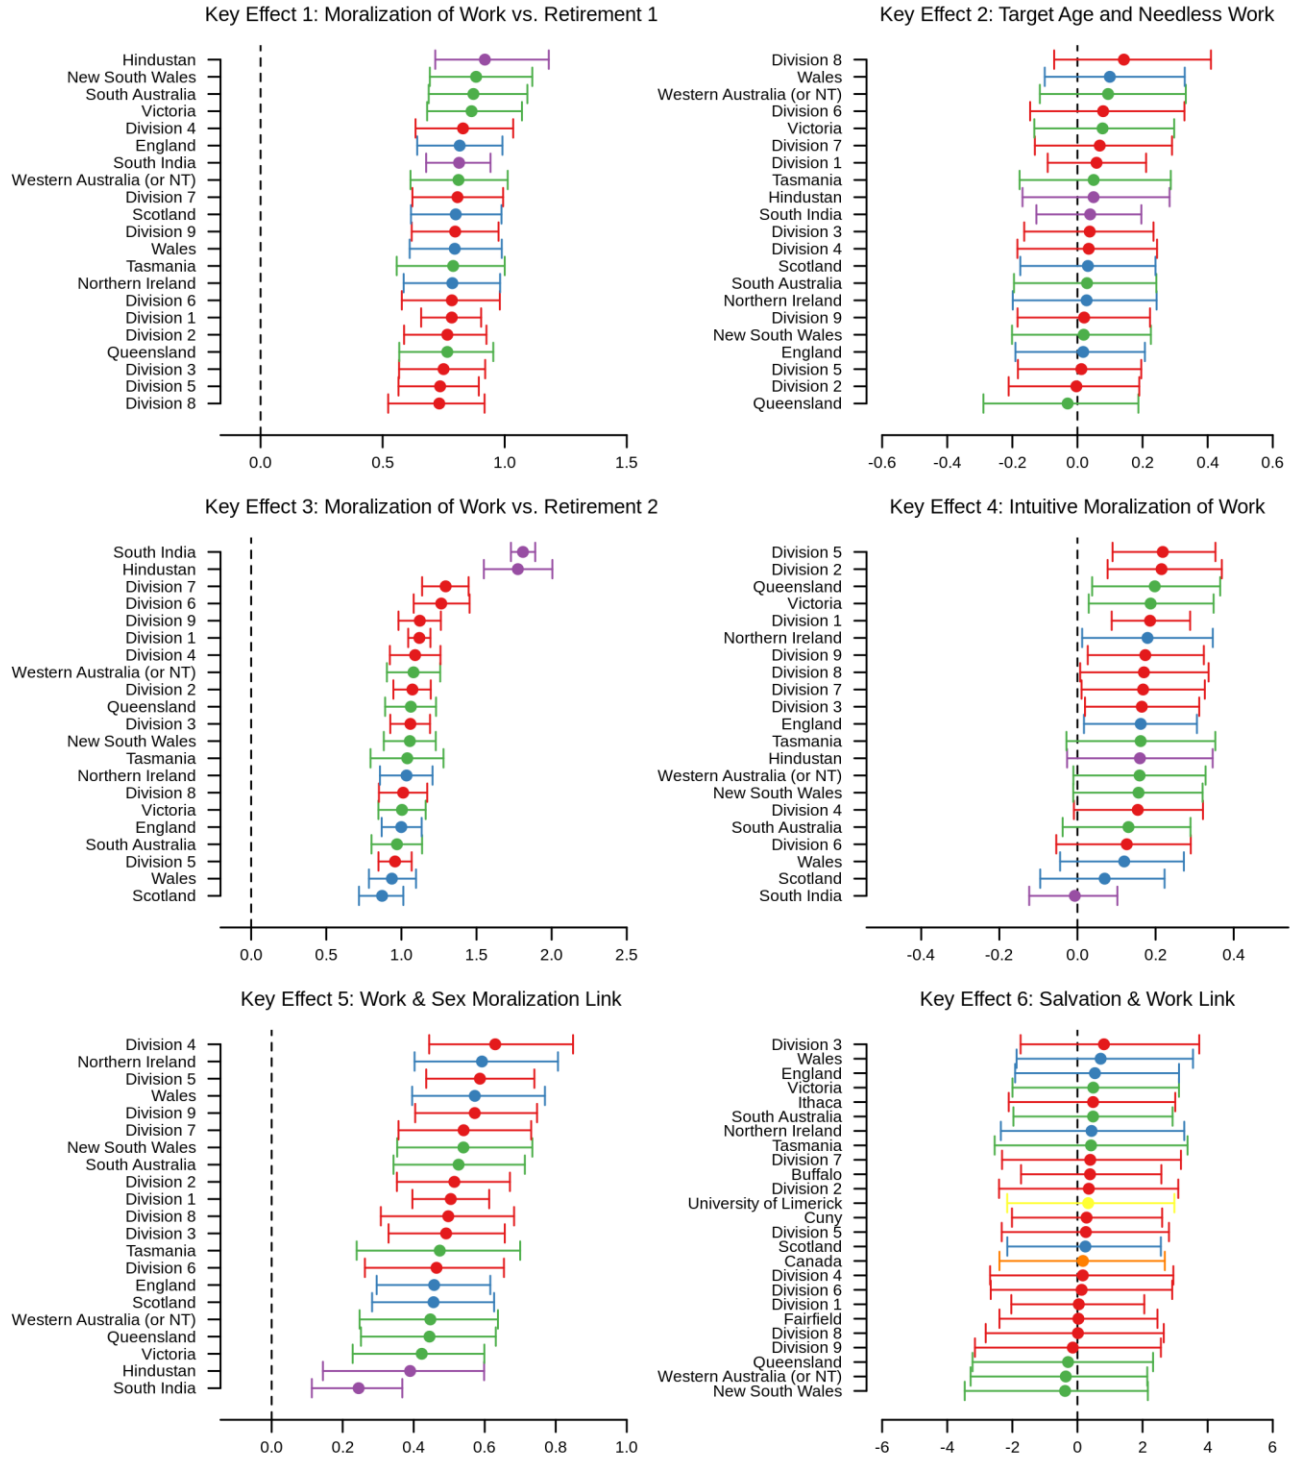 Key Effect 1: Moralization of Work vs. Retirement 1
Hindustan
New South Wales
South Australia
Victoria
Division 4
England
South India
Western Australia (or NT)
Division 7
Scotland
Division 9
Wales
Tasmania
Northern Ireland
Division 6
Division 1
Division 2
Queensland
Division 3
Division 5
Division 8
0.0 0.5 1.0 1.5
Key Effect 2: Target Age and Needless Work
Division 8
Wales
Western Australia (or NT)
Division 6
Victoria
Division 7
Division 1
Tasmania
Hindustan
South India
Division 3
Division 4
Scotland
South Australia
Northern Ireland
Division 9
New South Wales
England
Division 5
Division 2
Queensland
-0.6 -0.4 -0.2 0.0 0.2 0.4 0.6
Key Effect 3: Moralization of Work vs. Retirement 2
South India
Hindustan
Division 7
Division 6
Division 9
Division 1
Division 4
Western Australia (or NT)
Division 2
Queensland
Division 3
New South Wales
Tasmania
Northern Ireland
Division 8
Victoria
England
South Australia
Division 5
Wales
Scotland
0.0 0.5 1.0 1.5 2.0 2.5
Key Effect 4: Intuitive Moralization of Work
Division 5
Division 2
Queensland
Victoria
Division 1
Northern Ireland
Division 9
Division 8
Division 7
Division 3
England
Tasmania
Hindustan
Western Australia (or NT)
New South Wales
Division 4
South Australia
Division 6
Wales
Scotland
South India
-0.4 -0.2 0.0 0.2 0.4
Key Effect 5: Work & Sex Moralization Link
Division 4
Northern Ireland
Division 5
Wales
Division 9
Division 7
New South Wales
South Australia
Division 2
Division 1
Division 8
Division 3
Tasmania
Division 6
England
Scotland
Western Australia (or NT)
Queensland
Victoria
Hindustan
South India
0.0 0.2 0.4 0.6 0.8 1.0
Key Effect 6: Salvation & Work Link
Division 3
Wales
England
Victoria
Ithaca
South Australia
Northern Ireland
Tasmania
Division 7
Buffalo
Division 2
University of Limerick
Cuny
Division 5
Scotland
Canada
Division 4
Division 6
Division 1
Fairfield
Division 8
Division 9
Queensland
Western Australia (or NT)
New South Wales
-6 -4 -2 0 2 4 6